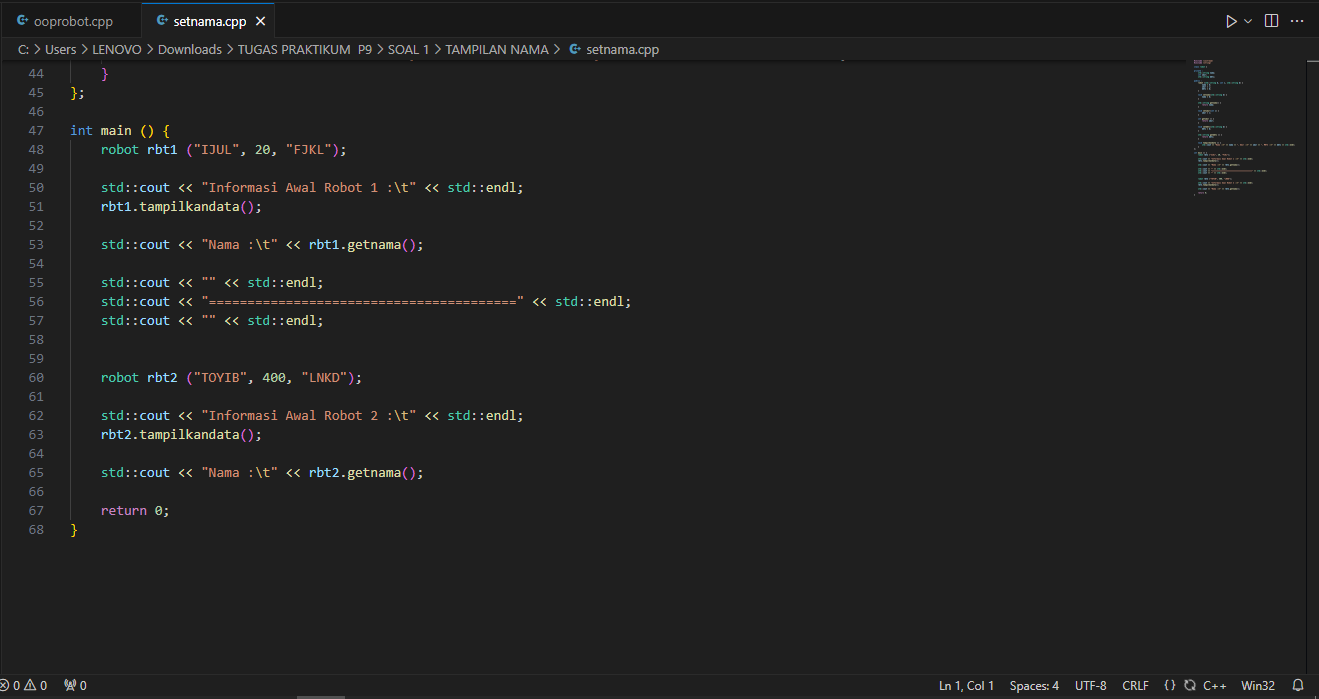 ooprobot.cpp
setnama.cpp
C: > Users > LENOVO > Downloads > TUGAS PRAKTIKUM P9 > SOAL 1 > TAMPILAN NAMA > setnama.cpp
44 }
45 };
46
47 int main () {
48 robot rbt1 ("IJUL", 20, "FJKL");
49
50 std::cout << "Informasi Awal Robot 1 :\t" << std::endl;
51 rbt1.tampilkandata();
52
53 std::cout << "Nama :\t" << rbt1.getnama();
54
55 std::cout << "" << std::endl;
56 std::cout << "========================================" << std::endl;
57 std::cout << "" << std::endl;
58
59
60 robot rbt2 ("TOYIB", 400, "LNKD");
61
62 std::cout << "Informasi Awal Robot 2 :\t" << std::endl;
63 rbt2.tampilkandata();
64
65 std::cout << "Nama :\t" << rbt2.getnama();
66
67 return 0;
68 }
0 0 0 Ln 1, Col 1 Spaces: 4 UTF-8 CRLF {} C++ Win32